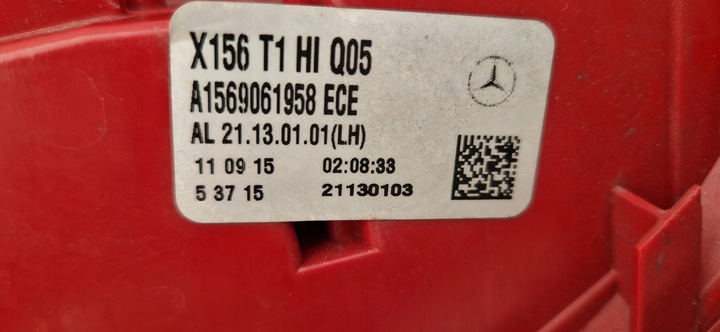 X156 T1 HI Q05
A1569061958 ECE
AL 21.13.01.01(LH)
11 09 15 02:08:33
5 37 15 21130103